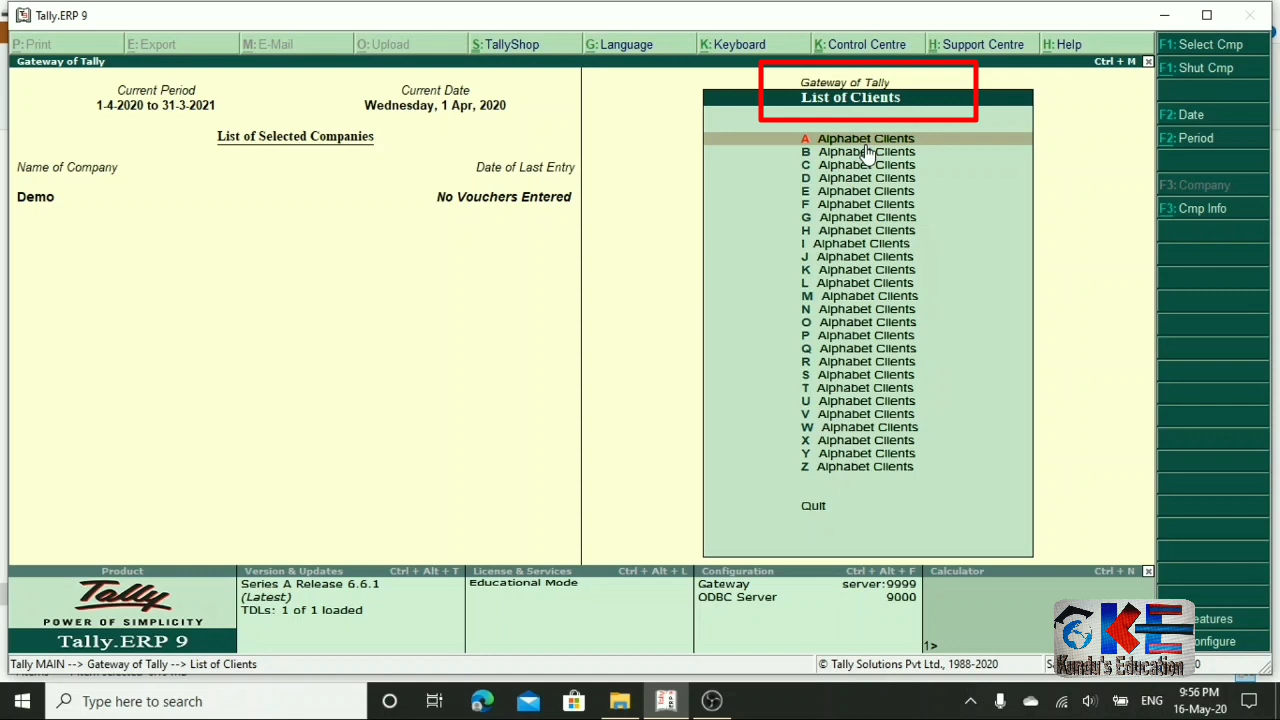 Tally.ERP 9
P: Print
E: Export
M: E-Mail
O: Upload
S: TallyShop
G: Language
K: Keyboard
K: Control Centre
H: Support Centre
H: Help
F1: Select Cmp
Gateway of Tally
Ctrl + M
F1: Shut Cmp
Current Period
1-4-2020 to 31-3-2021
Current Date
Wednesday, 1 Apr, 2020
List of Selected Companies
Name of Company
Date of Last Entry
Demo
No Vouchers Entered
Gateway of Tally
List of Clients
A Alphabet Clients
B Alphabet Clients
C Alphabet Clients
D Alphabet Clients
E Alphabet Clients
F Alphabet Clients
G Alphabet Clients
H Alphabet Clients
I Alphabet Clients
J Alphabet Clients
K Alphabet Clients
L Alphabet Clients
M Alphabet Clients
N Alphabet Clients
O Alphabet Clients
P Alphabet Clients
Q Alphabet Clients
R Alphabet Clients
S Alphabet Clients
T Alphabet Clients
U Alphabet Clients
V Alphabet Clients
W Alphabet Clients
X Alphabet Clients
Y Alphabet Clients
Z Alphabet Clients
Quit
F2: Date
F2: Period
F3: Company
F3: Cmp Info
Product
Tally
POWER OF SIMPLICITY
Tally.ERP 9
Version & Updates Ctrl + Alt + T
Series A Release 6.6.1
(Latest)
TDLs: 1 of 1 loaded
License & Services Ctrl + Alt + L
Educational Mode
Configuration Ctrl + Alt + F
Gateway server:9999
ODBC Server 9000
Calculator Ctrl + N
1>
KE
Kundu's Education
Tally MAIN --> Gateway of Tally --> List of Clients
© Tally Solutions Pvt Ltd., 1988-2020
Type here to search
ENG
9:56 PM
16-May-20